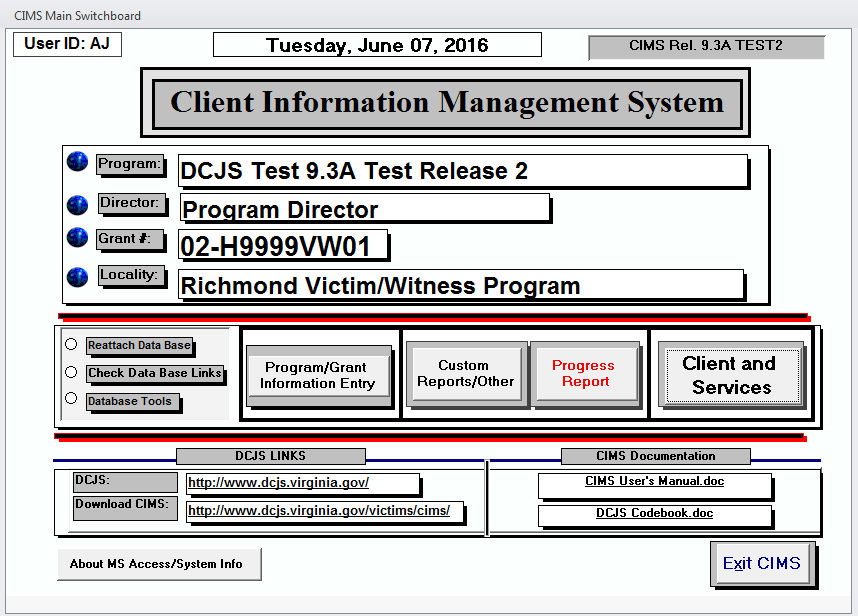 CIMS Main Switchboard
User ID: AJ
Tuesday, June 07, 2016
CIMS Rel. 9.3A TEST2
Client Information Management System
Program: DCJS Test 9.3A Test Release 2
Director: Program Director
Grant #: 02-H9999VW01
Locality: Richmond Victim/Witness Program
Reattach Data Base
Check Data Base Links
Database Tools
Program/Grant
Information Entry
Custom
Reports/Other
Progress
Report
Client and
Services
DCJS LINKS
DCJS: http://www.dcjs.virginia.gov/
Download CIMS: http://www.dcjs.virginia.gov/victims/cims/
CIMS Documentation
CIMS User's Manual.doc
DCJS Codebook.doc
About MS Access/System Info
Exit CIMS